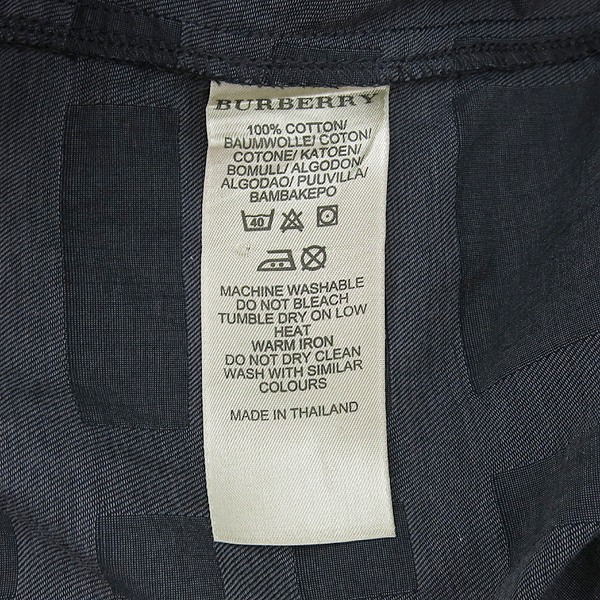 BURBERRY
100% COTTON/
BAUMWOLLE/ COTON/
COTONE/ KATOEN/
BOMULL/ ALGODON/
ALGODAO/ PUUVILLA/
BAMBAKEPO
40
MACHINE WASHABLE
DO NOT BLEACH
TUMBLE DRY ON LOW
HEAT
WARM IRON
DO NOT DRY CLEAN
WASH WITH SIMILAR
COLOURS
MADE IN THAILAND